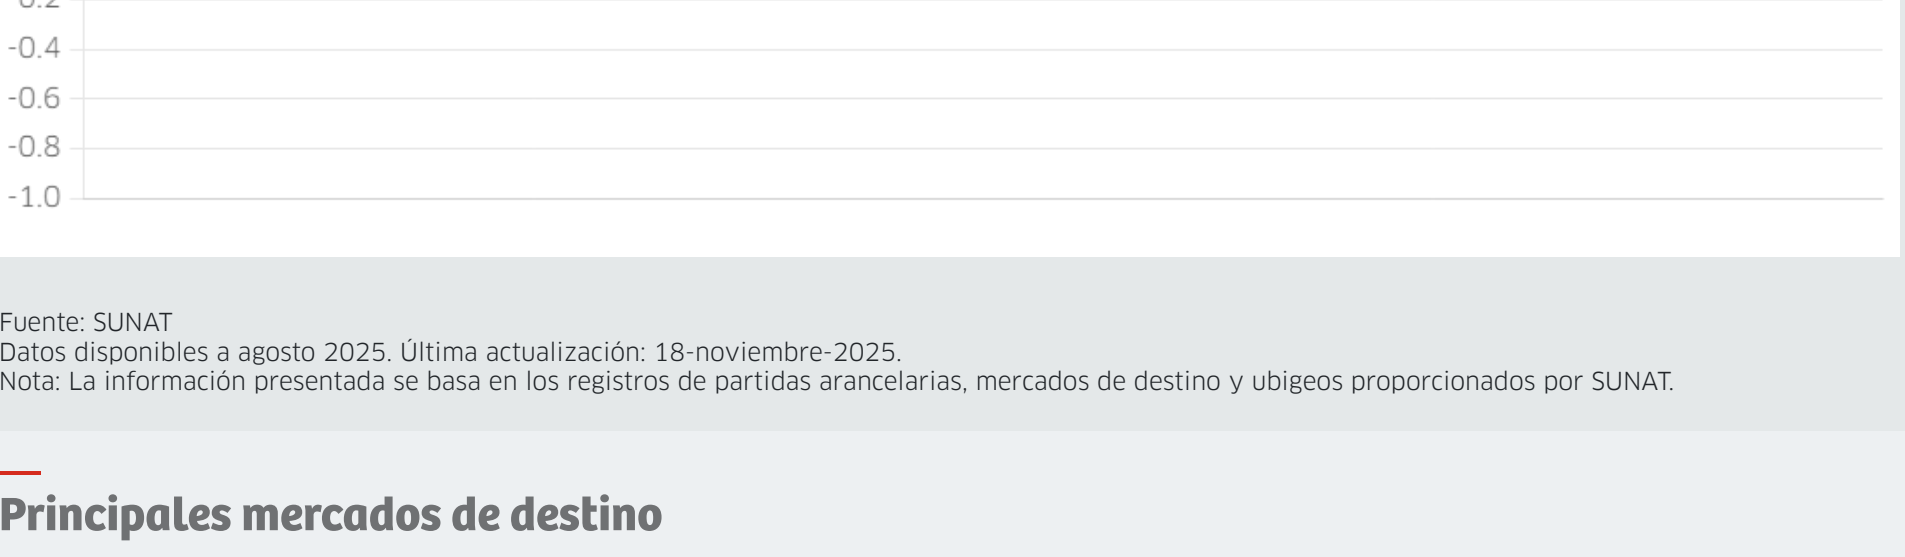 -0.2
-0.4
-0.6
-0.8
-1.0
Fuente: SUNAT
Datos disponibles a agosto 2025. Última actualización: 18-noviembre-2025.
Nota: La información presentada se basa en los registros de partidas arancelarias, mercados de destino y ubigeos proporcionados por SUNAT.
Principales mercados de destino